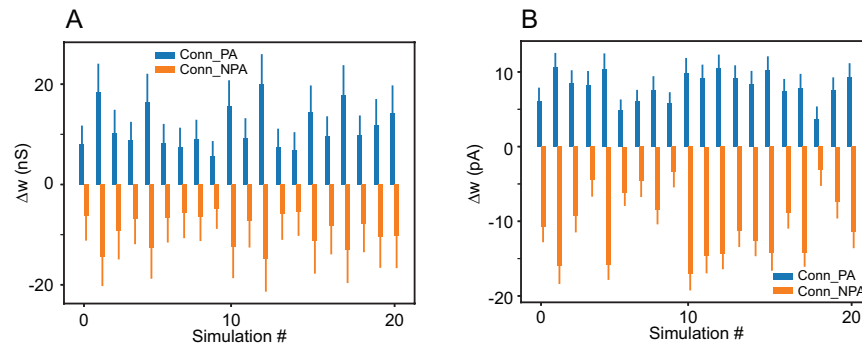 A
Conn_PA
Conn_NPA
20
0
-20
Δw (nS)
0
10
20
Simulation #
B
10
0
-10
-20
Δw (pA)
Conn_PA
Conn_NPA
0
10
20
Simulation #